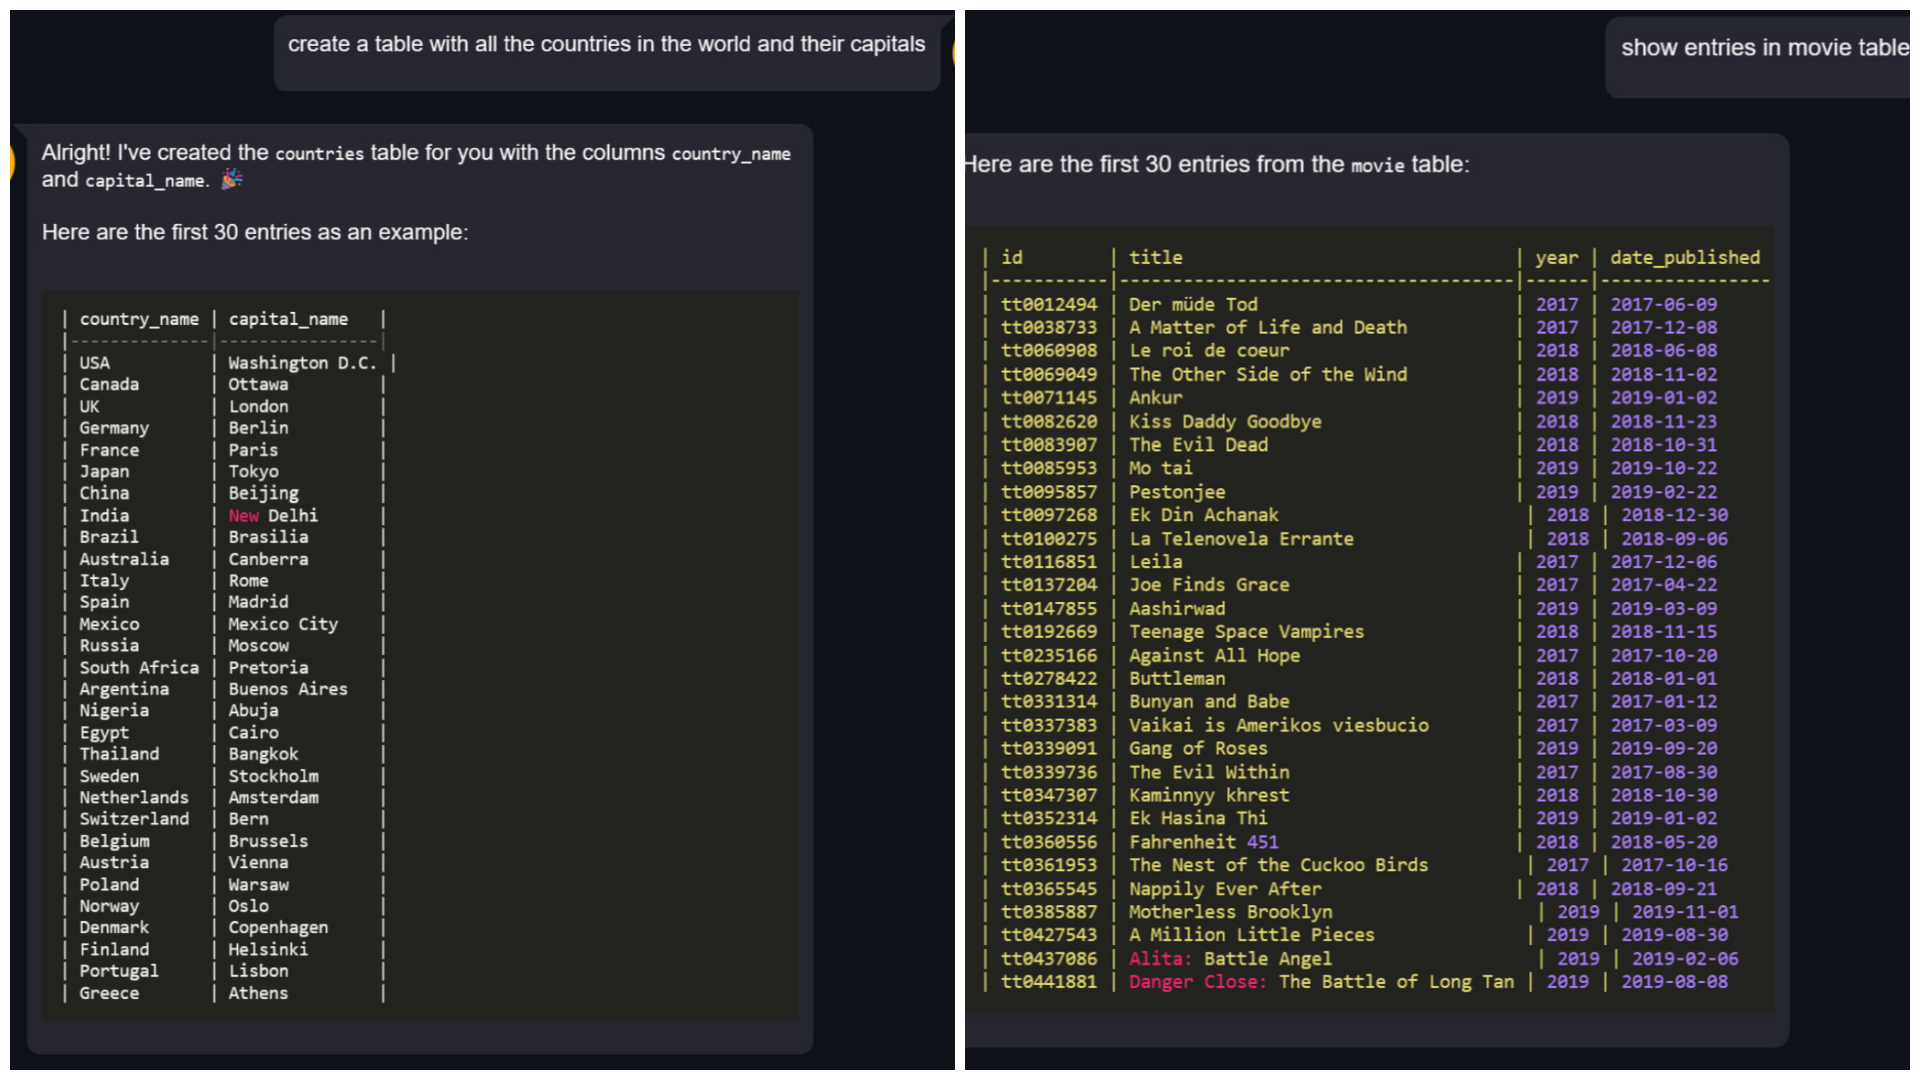 create a table with all the countries in the world and their capitals
Alright! I've created the countries table for you with the columns country_name
and capital_name. 🎉
Here are the first 30 entries as an example:
| country_name | capital_name   |
|--------------|----------------|
| USA          | Washington D.C. |
| Canada       | Ottawa         |
| UK           | London         |
| Germany      | Berlin         |
| France       | Paris          |
| Japan        | Tokyo          |
| China        | Beijing        |
| India        | New Delhi      |
| Brazil       | Brasilia       |
| Australia    | Canberra       |
| Italy        | Rome           |
| Spain        | Madrid         |
| Mexico       | Mexico City    |
| Russia       | Moscow         |
| South Africa | Pretoria       |
| Argentina    | Buenos Aires   |
| Nigeria      | Abuja          |
| Egypt        | Cairo          |
| Thailand     | Bangkok        |
| Sweden       | Stockholm      |
| Netherlands  | Amsterdam      |
| Switzerland  | Bern           |
| Belgium      | Brussels       |
| Austria      | Vienna         |
| Poland       | Warsaw         |
| Norway       | Oslo           |
| Denmark      | Copenhagen     |
| Finland      | Helsinki       |
| Portugal     | Lisbon         |
| Greece       | Athens         |
show entries in movie table
Here are the first 30 entries from the movie table:
| id        | title                               | year | date_published
|-----------|-------------------------------------|------|----------------
| tt0012494 | Der müde Tod                        | 2017 | 2017-06-09
| tt0038733 | A Matter of Life and Death          | 2017 | 2017-12-08
| tt0060908 | Le roi de coeur                     | 2018 | 2018-06-08
| tt0069049 | The Other Side of the Wind          | 2018 | 2018-11-02
| tt0071145 | Ankur                               | 2019 | 2019-01-02
| tt0082620 | Kiss Daddy Goodbye                  | 2018 | 2018-11-23
| tt0083907 | The Evil Dead                       | 2018 | 2018-10-31
| tt0085953 | Mo tai                              | 2019 | 2019-10-22
| tt0095857 | Pestonjee                           | 2019 | 2019-02-22
| tt0097268 | Ek Din Achanak                       | 2018 | 2018-12-30
| tt0100275 | La Telenovela Errante                | 2018 | 2018-09-06
| tt0116851 | Leila                               | 2017 | 2017-12-06
| tt0137204 | Joe Finds Grace                     | 2017 | 2017-04-22
| tt0147855 | Aashirwad                           | 2019 | 2019-03-09
| tt0192669 | Teenage Space Vampires              | 2018 | 2018-11-15
| tt0235166 | Against All Hope                    | 2017 | 2017-10-20
| tt0278422 | Buttleman                           | 2018 | 2018-01-01
| tt0331314 | Bunyan and Babe                     | 2017 | 2017-01-12
| tt0337383 | Vaikai is Amerikos viesbucio        | 2017 | 2017-03-09
| tt0339091 | Gang of Roses                       | 2019 | 2019-09-20
| tt0339736 | The Evil Within                     | 2017 | 2017-08-30
| tt0347307 | Kaminnyy khrest                     | 2018 | 2018-10-30
| tt0352314 | Ek Hasina Thi                       | 2019 | 2019-01-02
| tt0360556 | Fahrenheit 451                      | 2018 | 2018-05-20
| tt0361953 | The Nest of the Cuckoo Birds         | 2017 | 2017-10-16
| tt0365545 | Nappily Ever After                  | 2018 | 2018-09-21
| tt0385887 | Motherless Brooklyn                   | 2019 | 2019-11-01
| tt0427543 | A Million Little Pieces              | 2019 | 2019-08-30
| tt0437086 | Alita: Battle Angel                   | 2019 | 2019-02-06
| tt0441881 | Danger Close: The Battle of Long Tan | 2019 | 2019-08-08